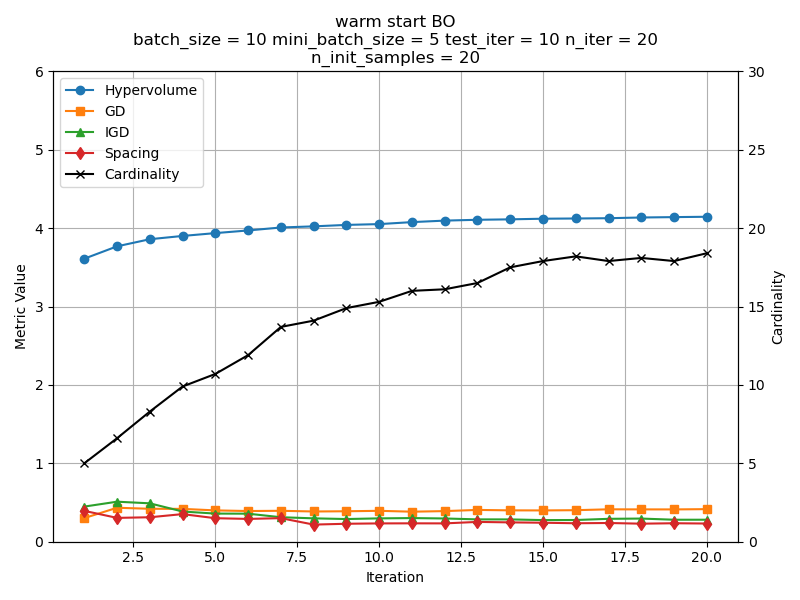 warm start BO
batch_size = 10 mini_batch_size = 5 test_iter = 10 n_iter = 20
n_init_samples = 20
Hypervolume
GD
IGD
Spacing
Cardinality
6
5
4
3
2
1
0
Metric Value
30
25
20
15
10
5
0
Cardinality
2.5
5.0
7.5
10.0
12.5
15.0
17.5
20.0
Iteration